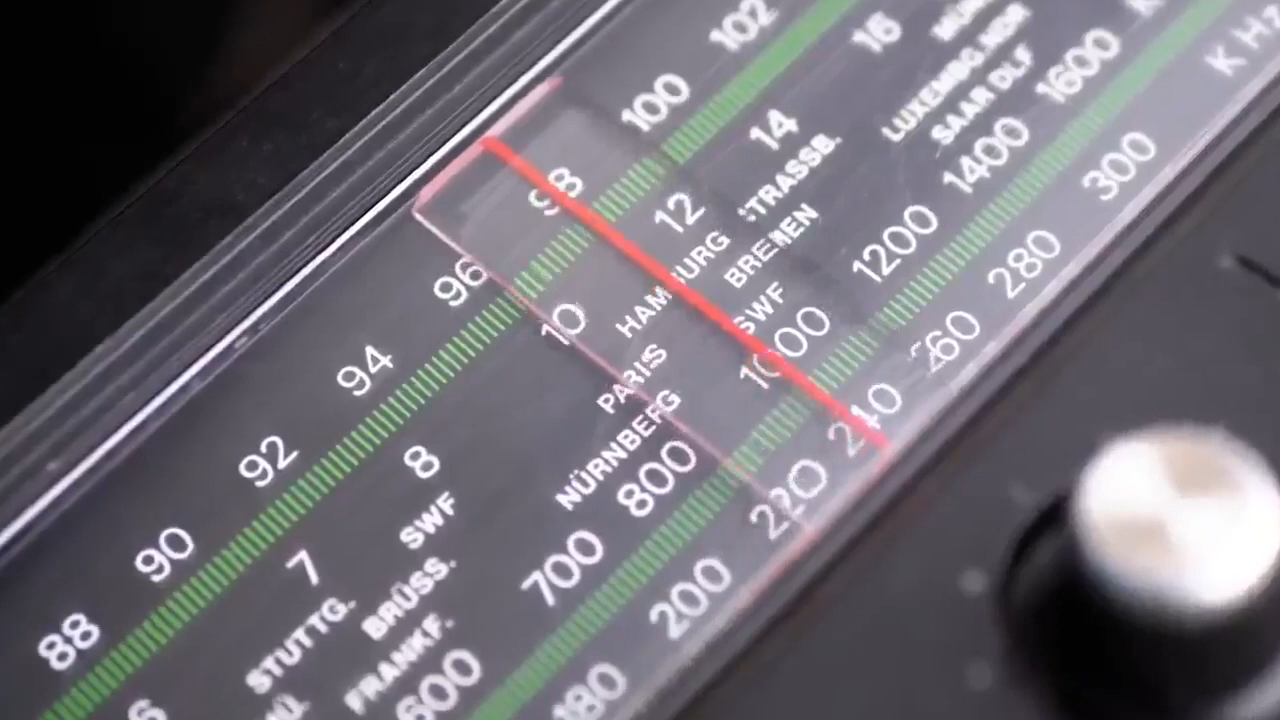 88 90 92 94 96 98 100 102
6 7 8 10 12 14 16
STUTTG. SWF PARIS HAMBURG STRASSB.
BRÜSS. NÜRNBERG SWF BREMEN LUXEMBG.NDR
FRANKF. SAAR DLF
600 700 800 1000 1200 1400 1600
180 200 220 240 260 280 300 KHz